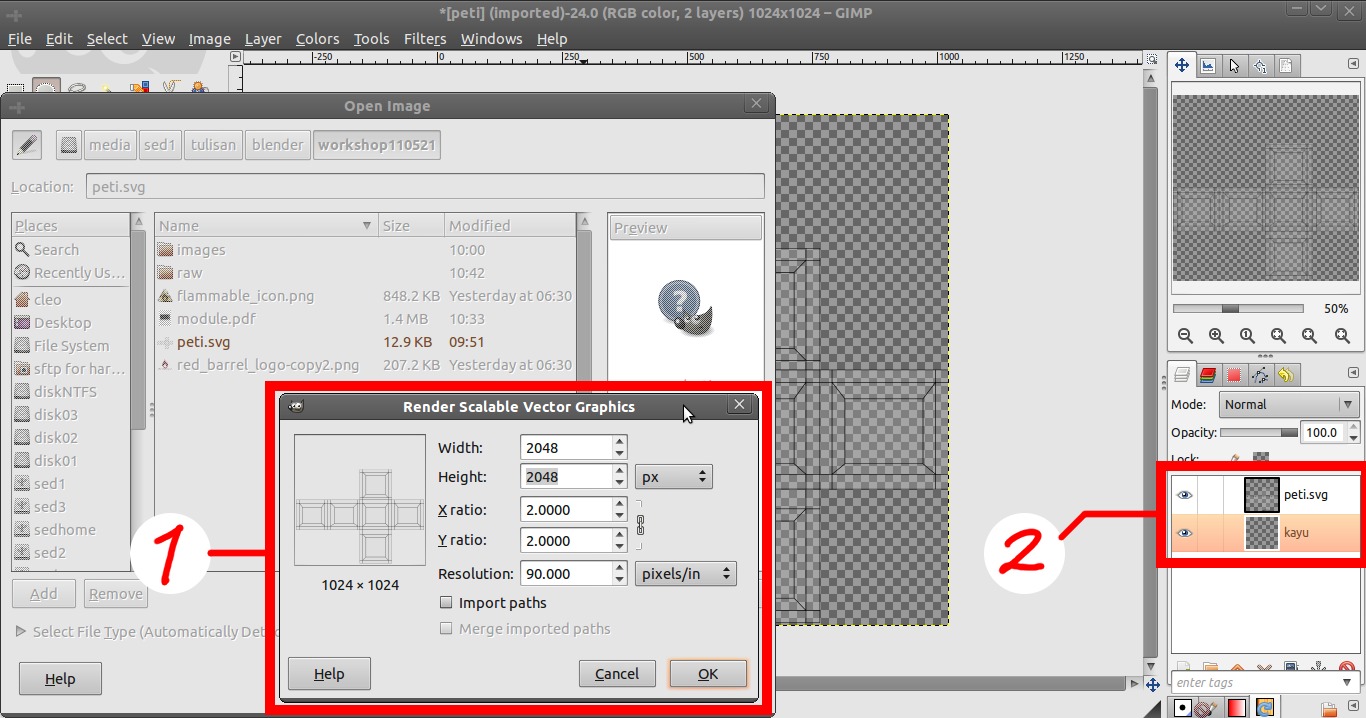 *[peti] (imported)-24.0 (RGB color, 2 layers) 1024x1024 – GIMP
File Edit Select View Image Layer Colors Tools Filters Windows Help
-250 0 250 500 750 1000 1250
Open Image
media sed1 tulisan blender workshop110521
Location: peti.svg
Places
Search
Recently Us...
cleo
Desktop
File System
sftp for har...
diskNTFS
disk03
disk02
disk01
sed1
sed3
sedhome
sed2
Name Size Modified
images 10:00
raw 10:42
flammable_icon.png 848.2 KB Yesterday at 06:30
module.pdf 1.4 MB 10:33
peti.svg 12.9 KB 09:51
red_barrel_logo-copy2.png 207.2 KB Yesterday at 06:30
Preview
Add Remove
Select File Type (Automatically Det
Help
1
Render Scalable Vector Graphics
1024 × 1024
Width: 2048
Height: 2048 px
X ratio: 2.0000
Y ratio: 2.0000
Resolution: 90.000 pixels/in
Import paths
Merge imported paths
Help Cancel OK
2
50%
Mode: Normal
Opacity: 100.0
Lock:
peti.svg
kayu
enter tags